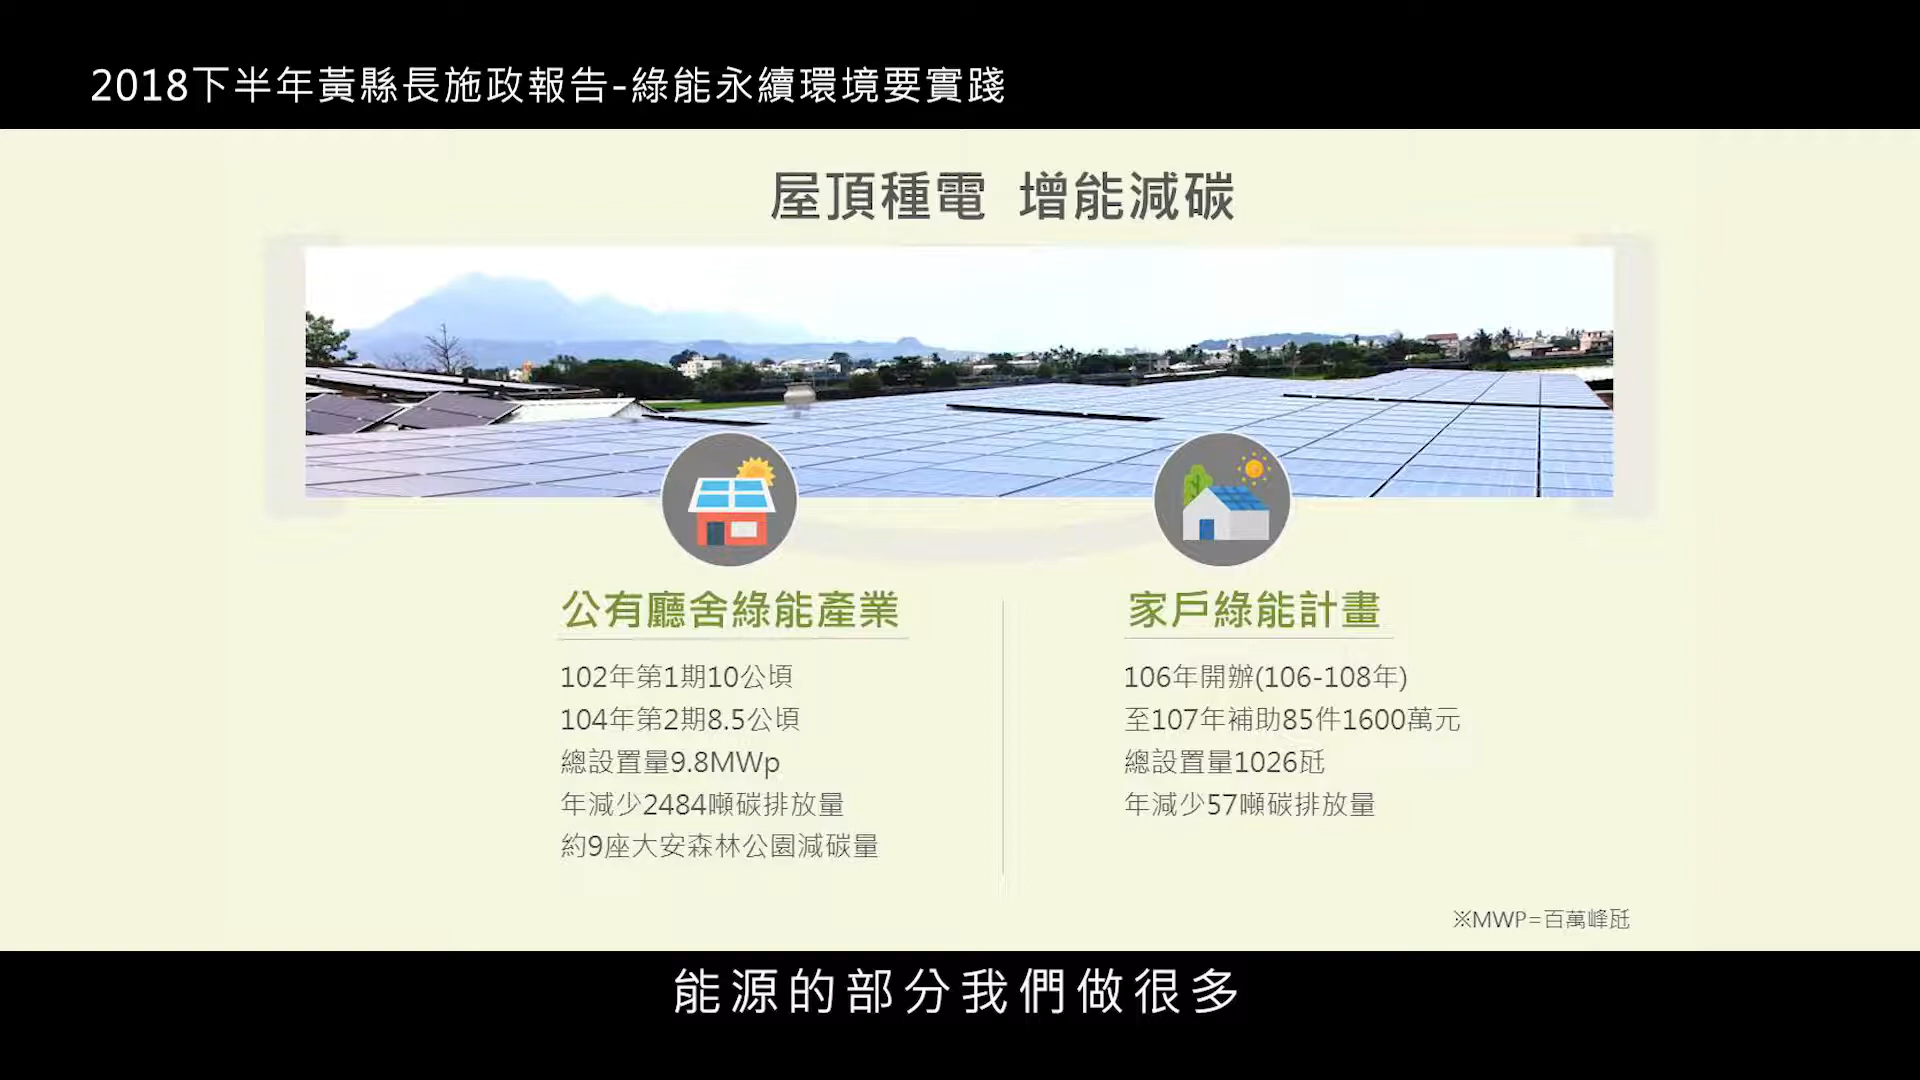 2018下半年黃縣長施政報告-綠能永續環境要實踐
屋頂種電 增能減碳
公有廳舍綠能產業
102年第1期10公頃
104年第2期8.5公頃
總設置量9.8MWp
年減少2484噸碳排放量
約9座大安森林公園減碳量
家戶綠能計畫
106年開辦(106-108年)
至107年補助85件1600萬元
總設置量1026瓩
年減少57噸碳排放量
※MWP=百萬峰瓩
能源的部分我們做很多